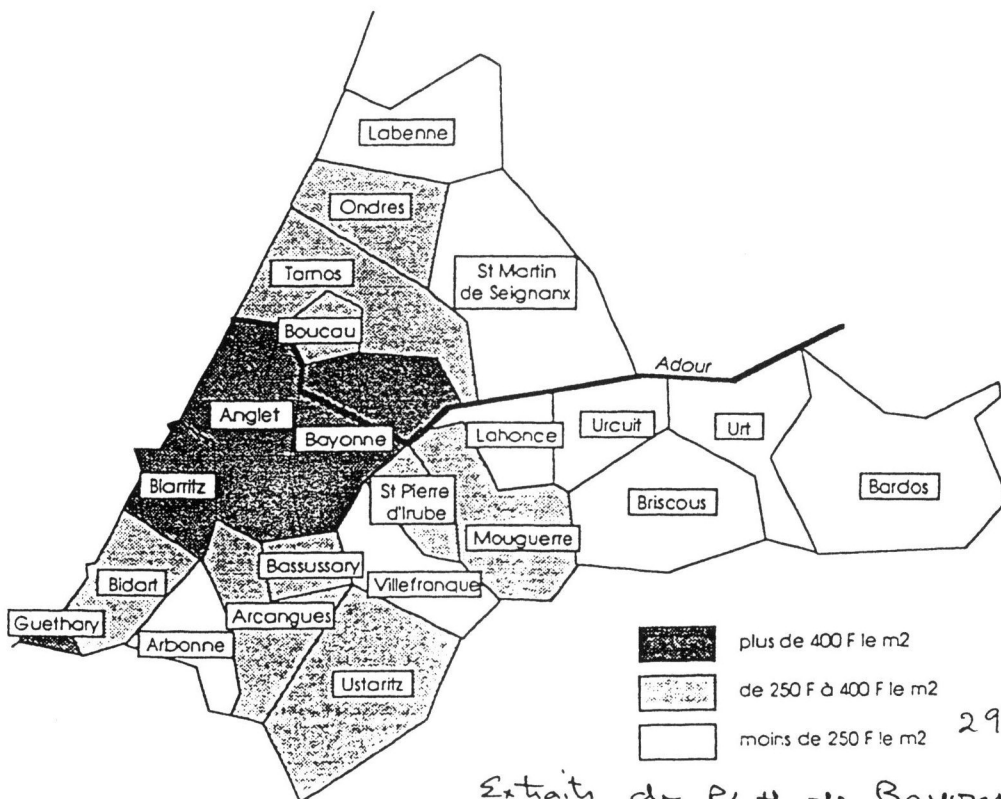 Labenne
Ondres
St Martin
de Seignanx
Tarnos
Boucau
Adour
Anglet
Bayonne
Lahonce
Urcuit
Urt
Biarritz
St Pierre
d'Irube
Briscous
Bardos
Mouguerre
Bassussary
Bidart
Villefranque
Arcangues
Guethary
Arbonne
Ustaritz
plus de 400 F le m2
de 250 F à 400 F le m2
moins de 250 F le m2
29
Extraits